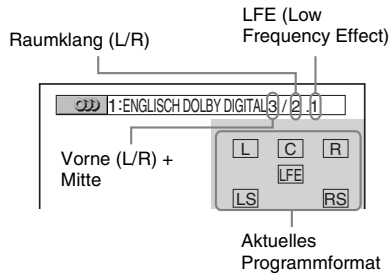 LFE (Low
Frequency Effect)
Raumklang (L/R)
1:ENGLISCH DOLBY DIGITAL 3 / 2 .1
Vorne (L/R) +
Mitte
L C R
LFE
LS RS
Aktuelles
Programmformat